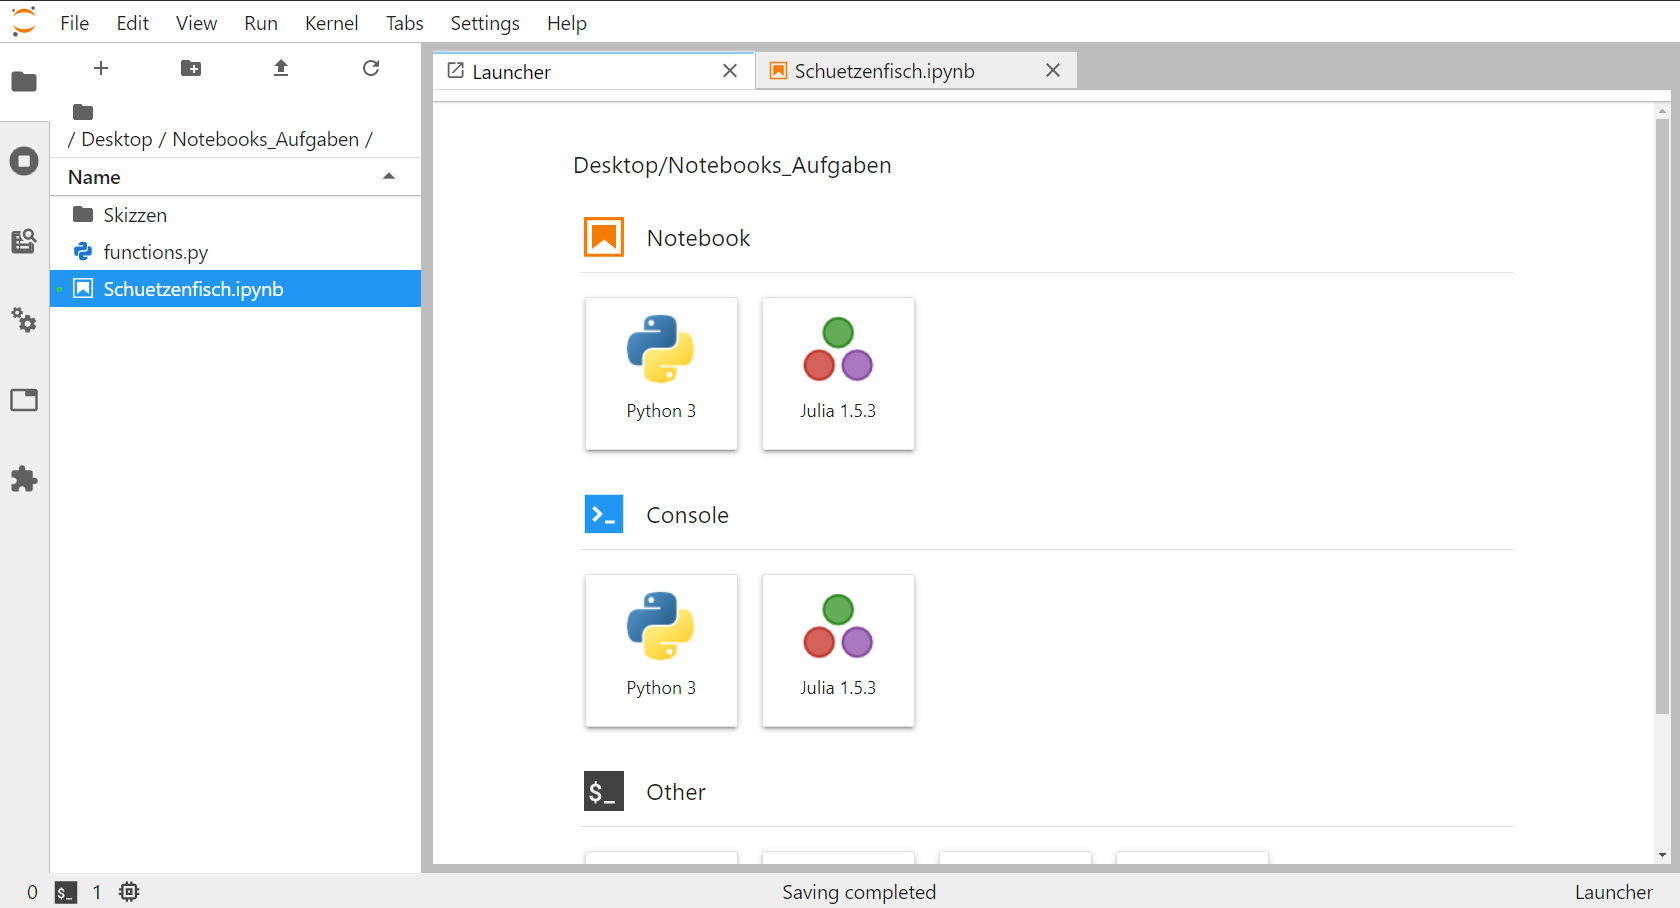 File Edit View Run Kernel Tabs Settings Help
Launcher
Schuetzenfisch.ipynb
/ Desktop / Notebooks_Aufgaben /
Name
Skizzen
functions.py
Schuetzenfisch.ipynb
Desktop/Notebooks_Aufgaben
Notebook
Python 3
Julia 1.5.3
>_ Console
Python 3
Julia 1.5.3
$_ Other
0 $_ 1
Saving completed
Launcher